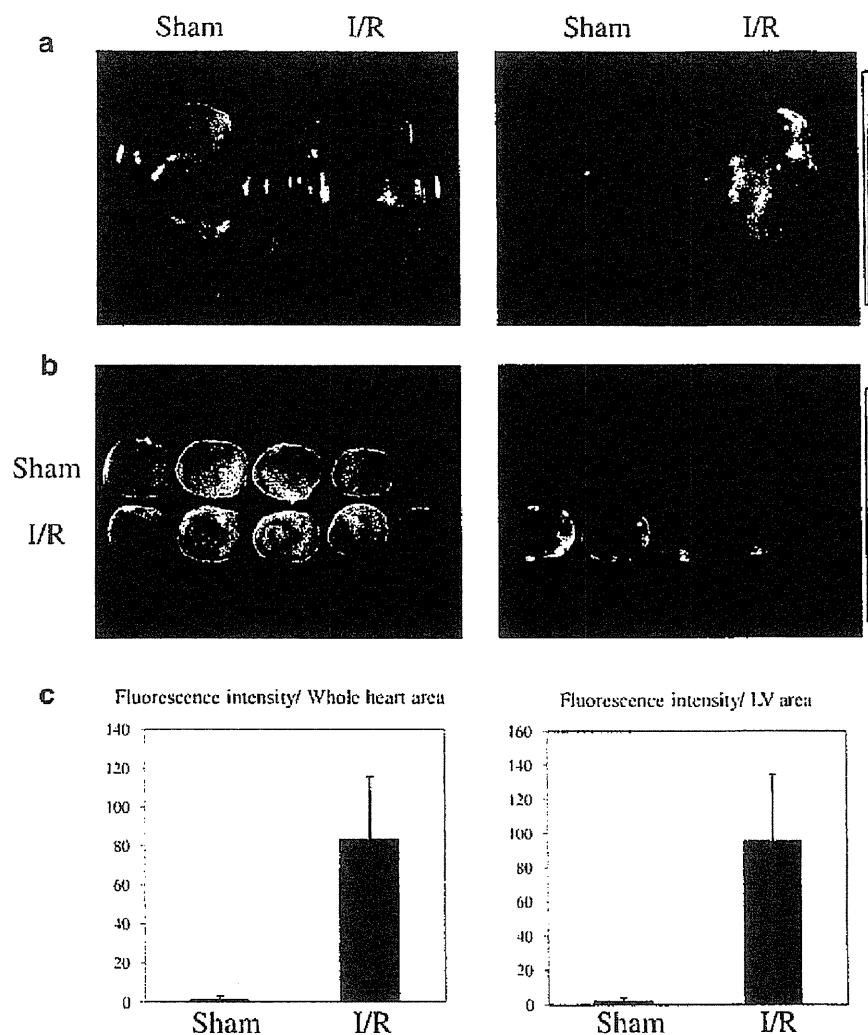 Sham I/R Sham I/R
a
b
Sham
I/R
c
Fluorescence intensity/ Whole heart area
140
120
100
80
60
40
20
0
Sham I/R
Fluorescence intensity/ LV area
160
140
120
100
80
60
40
20
0
Sham I/R